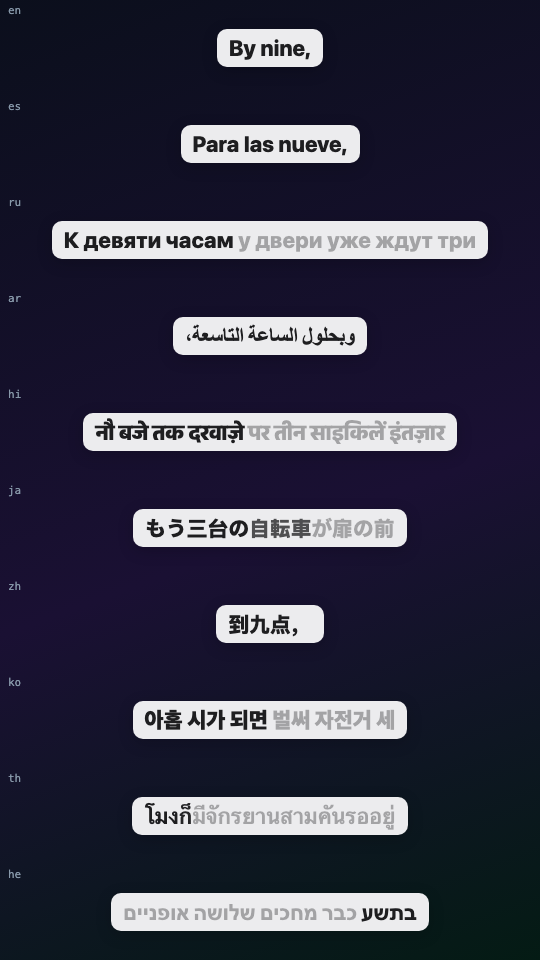 en
By nine,
es
Para las nueve,
ru
К девяти часам у двери уже ждут три
ar
وبحلول الساعة التاسعة،
hi
नौ बजे तक दरवाज़े पर तीन साइकिलें इंतज़ार
ja
もう三台の自転車が扉の前
zh
到九点，
ko
아홉 시가 되면 벌써 자전거 세
th
โมงก็มีจักรยานสามคันรออยู่
he
בתשע כבר מחכים שלושה אופניים